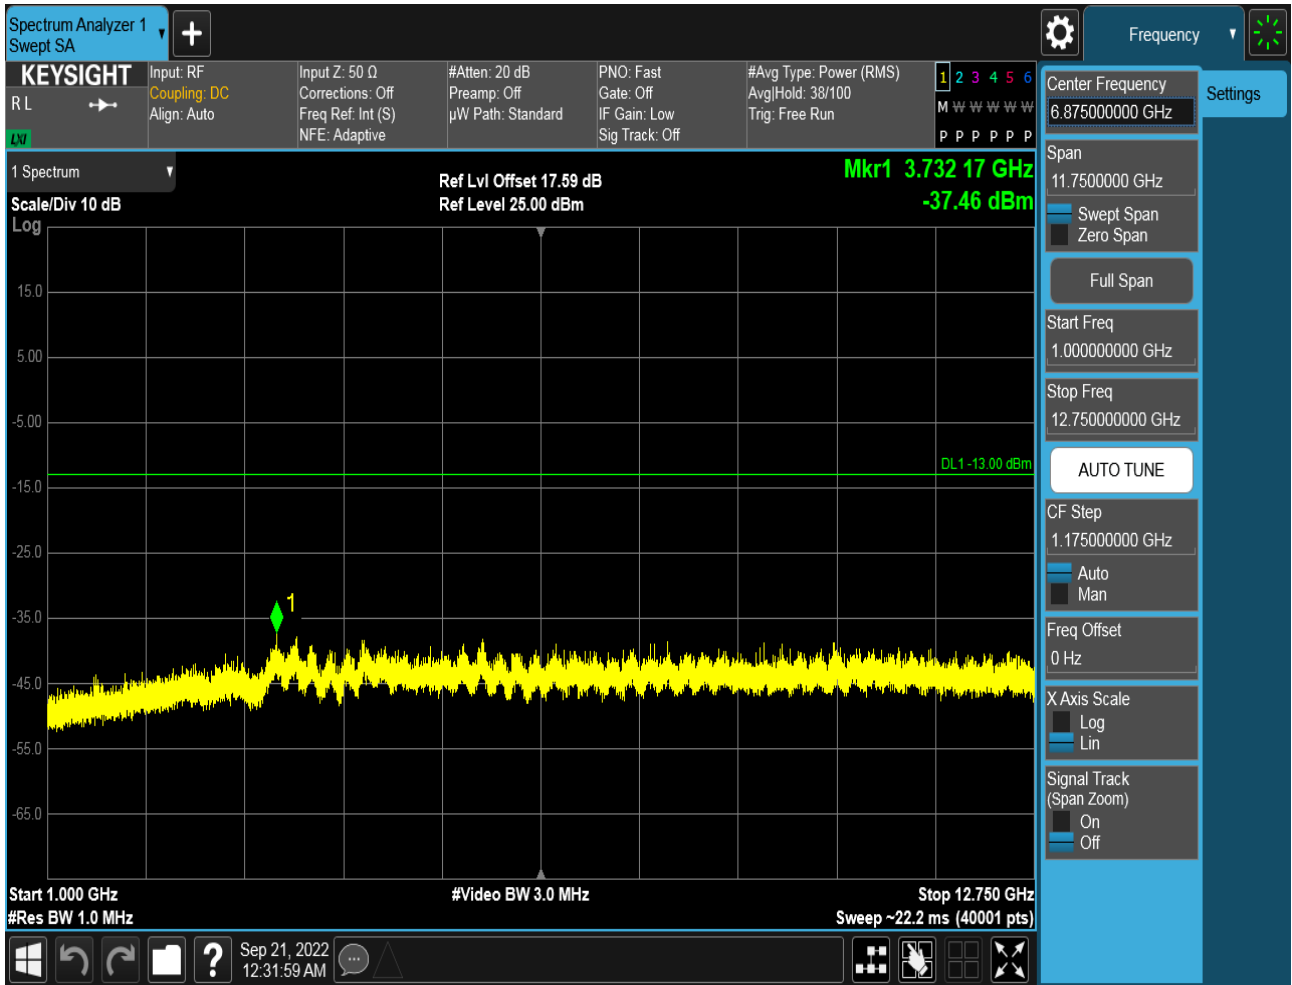 Spectrum Analyzer 1
Swept SA
Frequency
KEYSIGHT
R L
LXI
Input: RF
Coupling: DC
Align: Auto
Input Z: 50 Ω
Corrections: Off
Freq Ref: Int (S)
NFE: Adaptive
#Atten: 20 dB
Preamp: Off
µW Path: Standard
PNO: Fast
Gate: Off
IF Gain: Low
Sig Track: Off
#Avg Type: Power (RMS)
Avg|Hold: 38/100
Trig: Free Run
1 2 3 4 5 6
M W W W W W
P P P P P P
1 Spectrum
Scale/Div 10 dB
Log
Ref Lvl Offset 17.59 dB
Ref Level 25.00 dBm
Mkr1 3.732 17 GHz
-37.46 dBm
15.0
5.00
-5.00
DL1 -13.00 dBm
-15.0
-25.0
1
-35.0
-45.0
-55.0
-65.0
Start 1.000 GHz
#Video BW 3.0 MHz
Stop 12.750 GHz
#Res BW 1.0 MHz
Sweep ~22.2 ms (40001 pts)
Sep 21, 2022
12:31:59 AM
?
Center Frequency
6.875000000 GHz
Settings
Span
11.7500000 GHz
Swept Span
Zero Span
Full Span
Start Freq
1.000000000 GHz
Stop Freq
12.750000000 GHz
AUTO TUNE
CF Step
1.175000000 GHz
Auto
Man
Freq Offset
0 Hz
X Axis Scale
Log
Lin
Signal Track
(Span Zoom)
On
Off